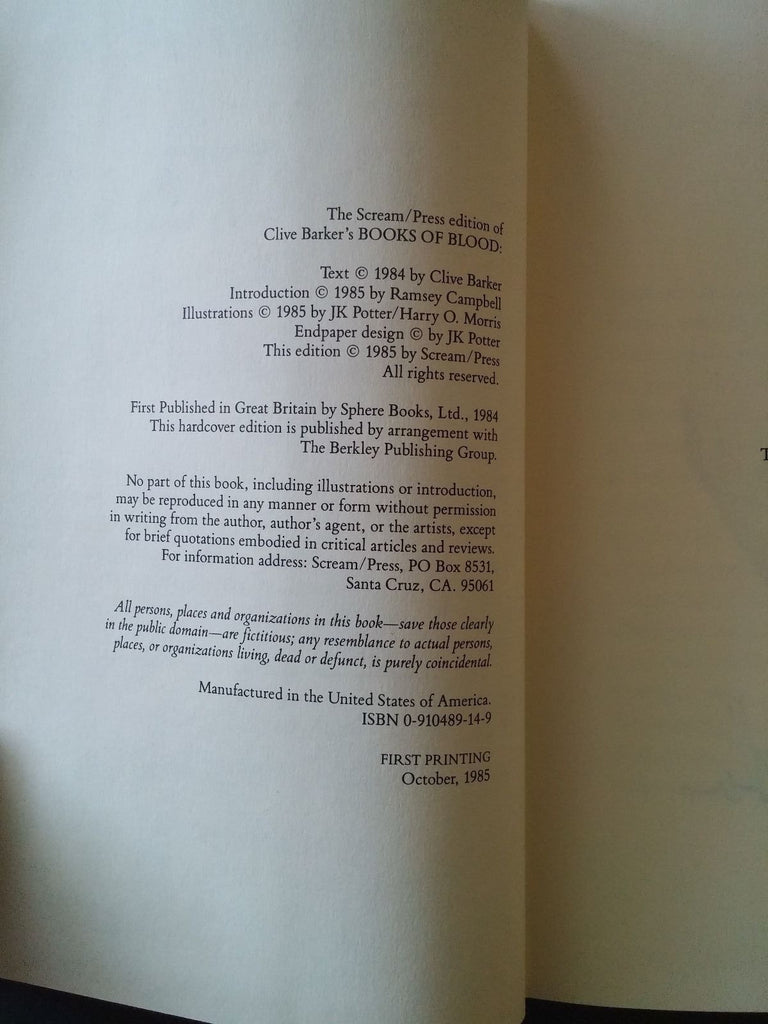 The Scream/Press edition of
Clive Barker's BOOKS OF BLOOD:
Text © 1984 by Clive Barker
Introduction © 1985 by Ramsey Campbell
Illustrations © 1985 by JK Potter/Harry O. Morris
Endpaper design © by JK Potter
This edition © 1985 by Scream/Press
All rights reserved.
First Published in Great Britain by Sphere Books, Ltd., 1984
This hardcover edition is published by arrangement with
The Berkley Publishing Group.
No part of this book, including illustrations or introduction,
may be reproduced in any manner or form without permission
in writing from the author, author's agent, or the artists, except
for brief quotations embodied in critical articles and reviews.
For information address: Scream/Press, PO Box 8531,
Santa Cruz, CA. 95061
All persons, places and organizations in this book—save those clearly
in the public domain—are fictitious; any resemblance to actual persons,
places, or organizations living, dead or defunct, is purely coincidental.
Manufactured in the United States of America.
ISBN 0-910489-14-9
FIRST PRINTING
October, 1985